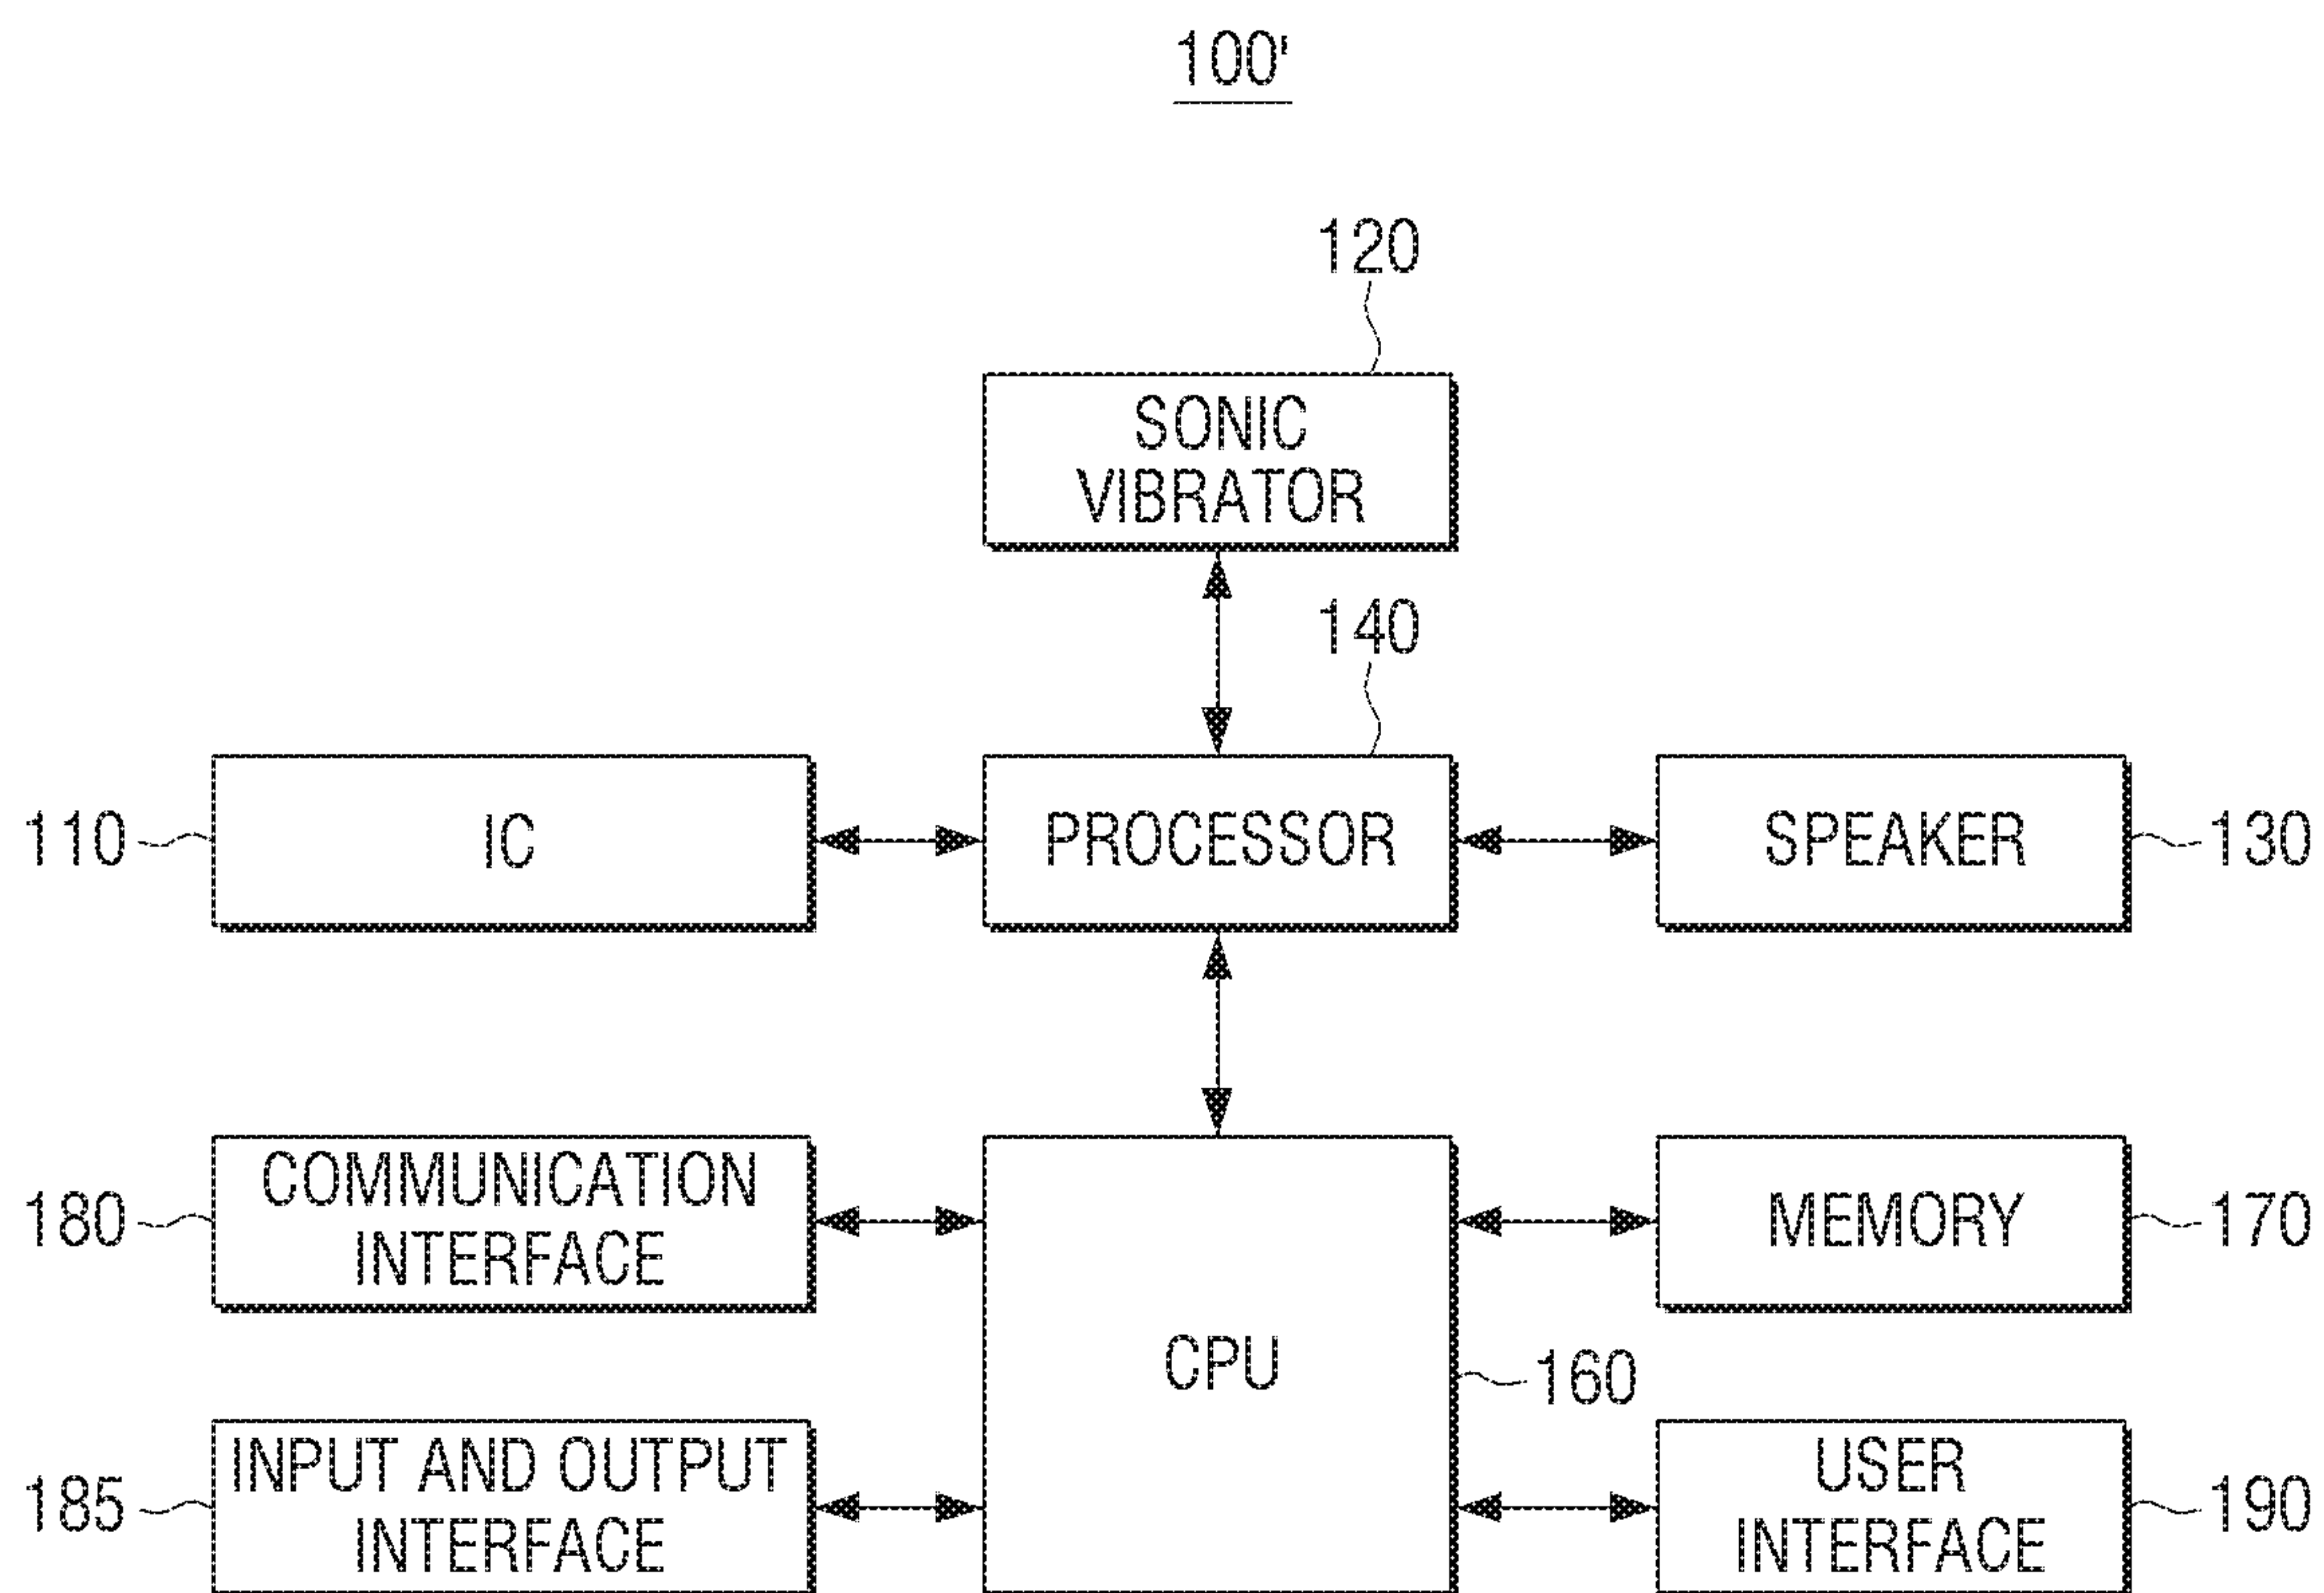 100'
120
SONIC
VIBRATOR
140
110
IC
PROCESSOR
SPEAKER
130
180
COMMUNICATION
INTERFACE
MEMORY
170
CPU
160
185
INPUT AND OUTPUT
INTERFACE
USER
INTERFACE
190